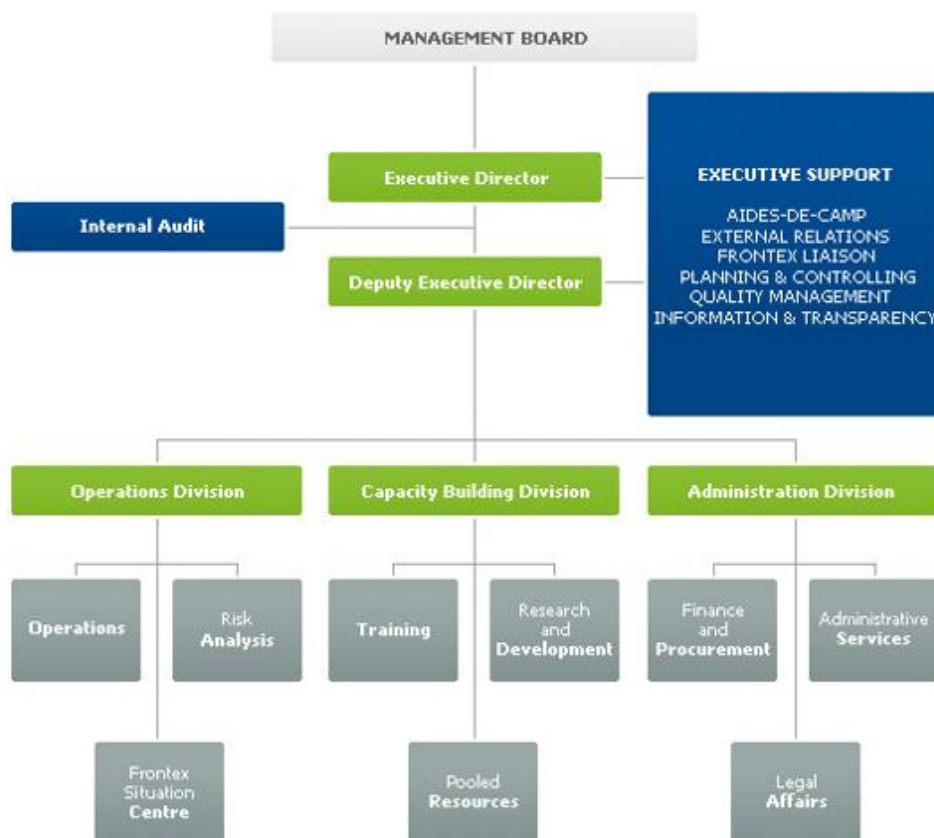 MANAGEMENT BOARD
Executive Director
EXECUTIVE SUPPORT
AIDES-DE-CAMP
EXTERNAL RELATIONS
FRONTEX LIAISON
PLANNING & CONTROLLING
QUALITY MANAGEMENT
INFORMATION & TRANSPARENCY
Internal Audit
Deputy Executive Director
Operations Division
Capacity Building Division
Administration Division
Operations
Risk
Analysis
Training
Research
and
Development
Finance
and
Procurement
Administrative
Services
Frontex
Situation
Centre
Pooled
Resources
Legal
Affairs